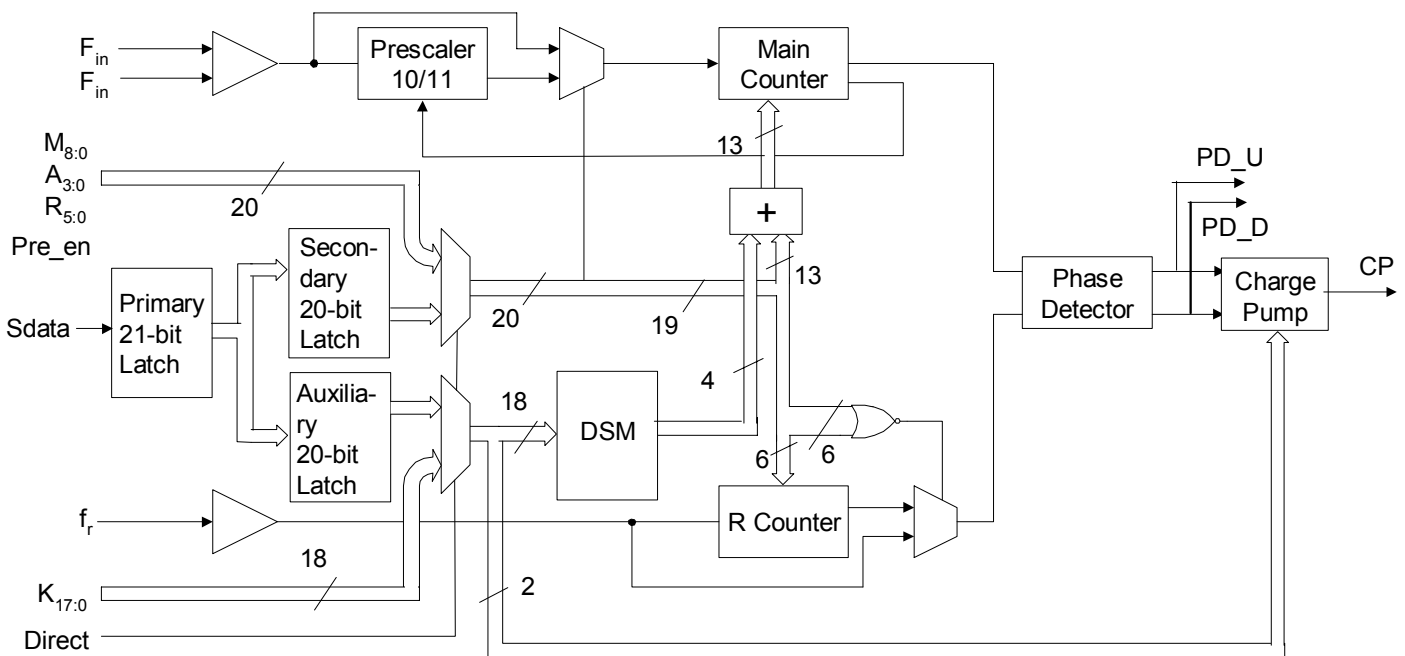 F_in
F_in
Prescaler
10/11
Main
Counter
13
M_8:0
A_3:0
R_5:0
Pre_en
20
PD_U
PD_D
+
13
Secon-
dary
20-bit
Latch
Primary
21-bit
Latch
Sdata
20
19
Phase
Detector
Charge
Pump
CP
4
Auxilia-
ry
20-bit
Latch
18
DSM
6
6
f_r
R Counter
18
2
K_17:0
Direct